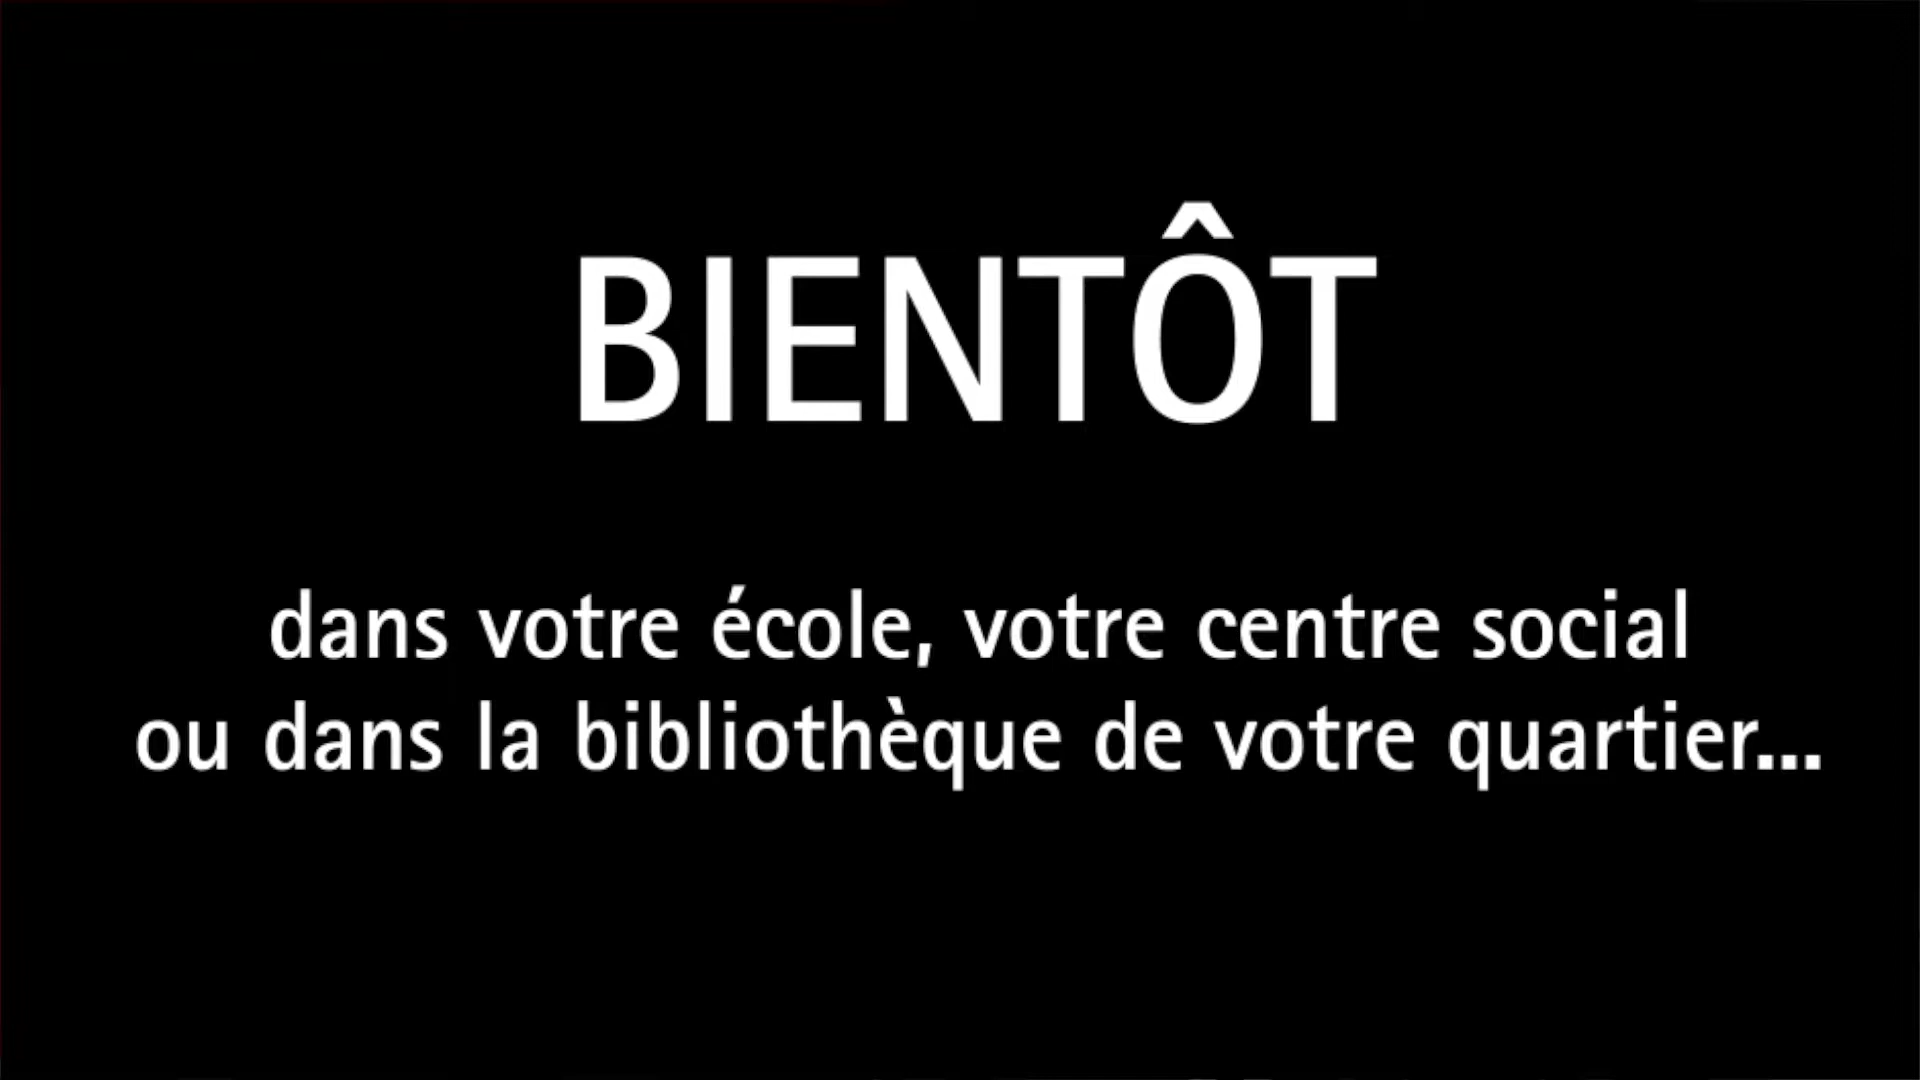 BIENTÔT
dans votre école, votre centre social
ou dans la bibliothèque de votre quartier...